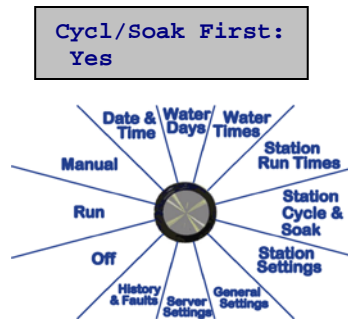 Cycl/Soak First:
Yes
Date &
Time
Water
Days
Water
Times
Station
Run Times
Station
Cycle &
Soak
Station
Settings
General
Settings
Server
Settings
History
& Faults
Off
Run
Manual